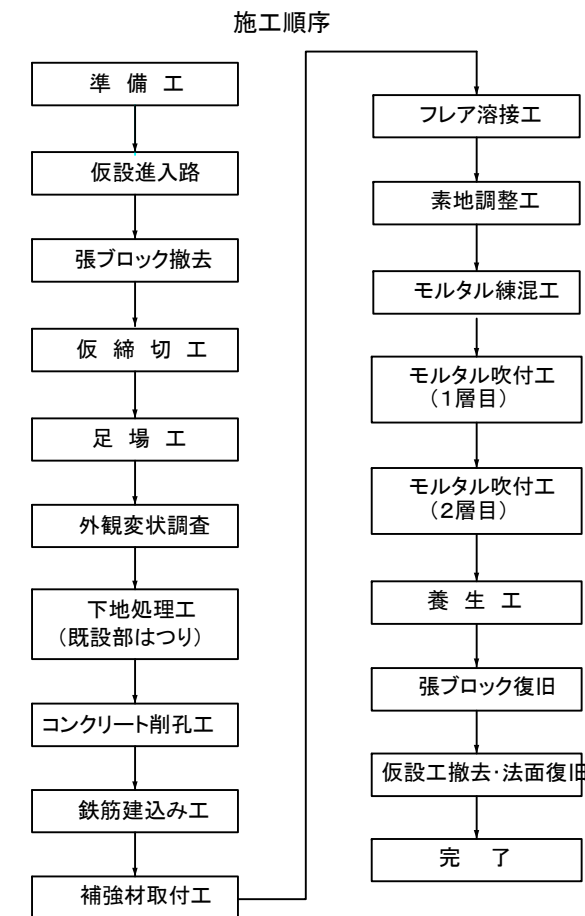 施工順序
準 備 工
仮設進入路
張ブロック撤去
仮 締 切 工
足 場 工
外観変状調査
下地処理工
(既設部はつり)
コンクリート削孔工
鉄筋建込み工
補強材取付工
フレア溶接工
素地調整工
モルタル練混工
モルタル吹付工
(1層目)
モルタル吹付工
(2層目)
養 生 工
張ブロック復旧
仮設工撤去・法面復旧
完 了